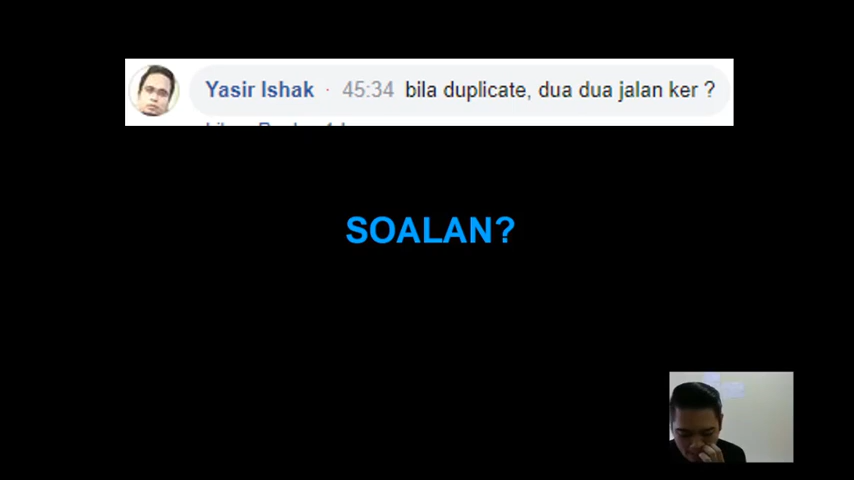 Yasir Ishak · 45:34 bila duplicate, dua dua jalan ker ?
SOALAN?